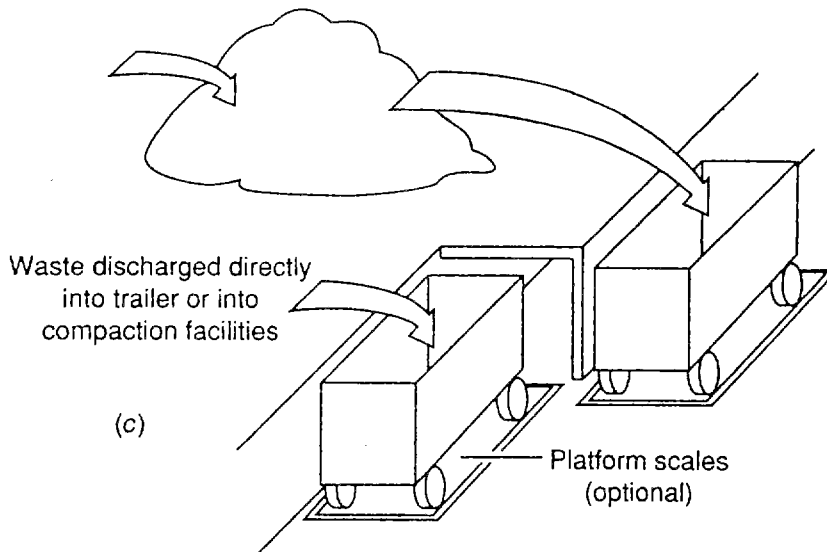 Waste discharged directly
into trailer or into
compaction facilities
(c)
Platform scales
(optional)